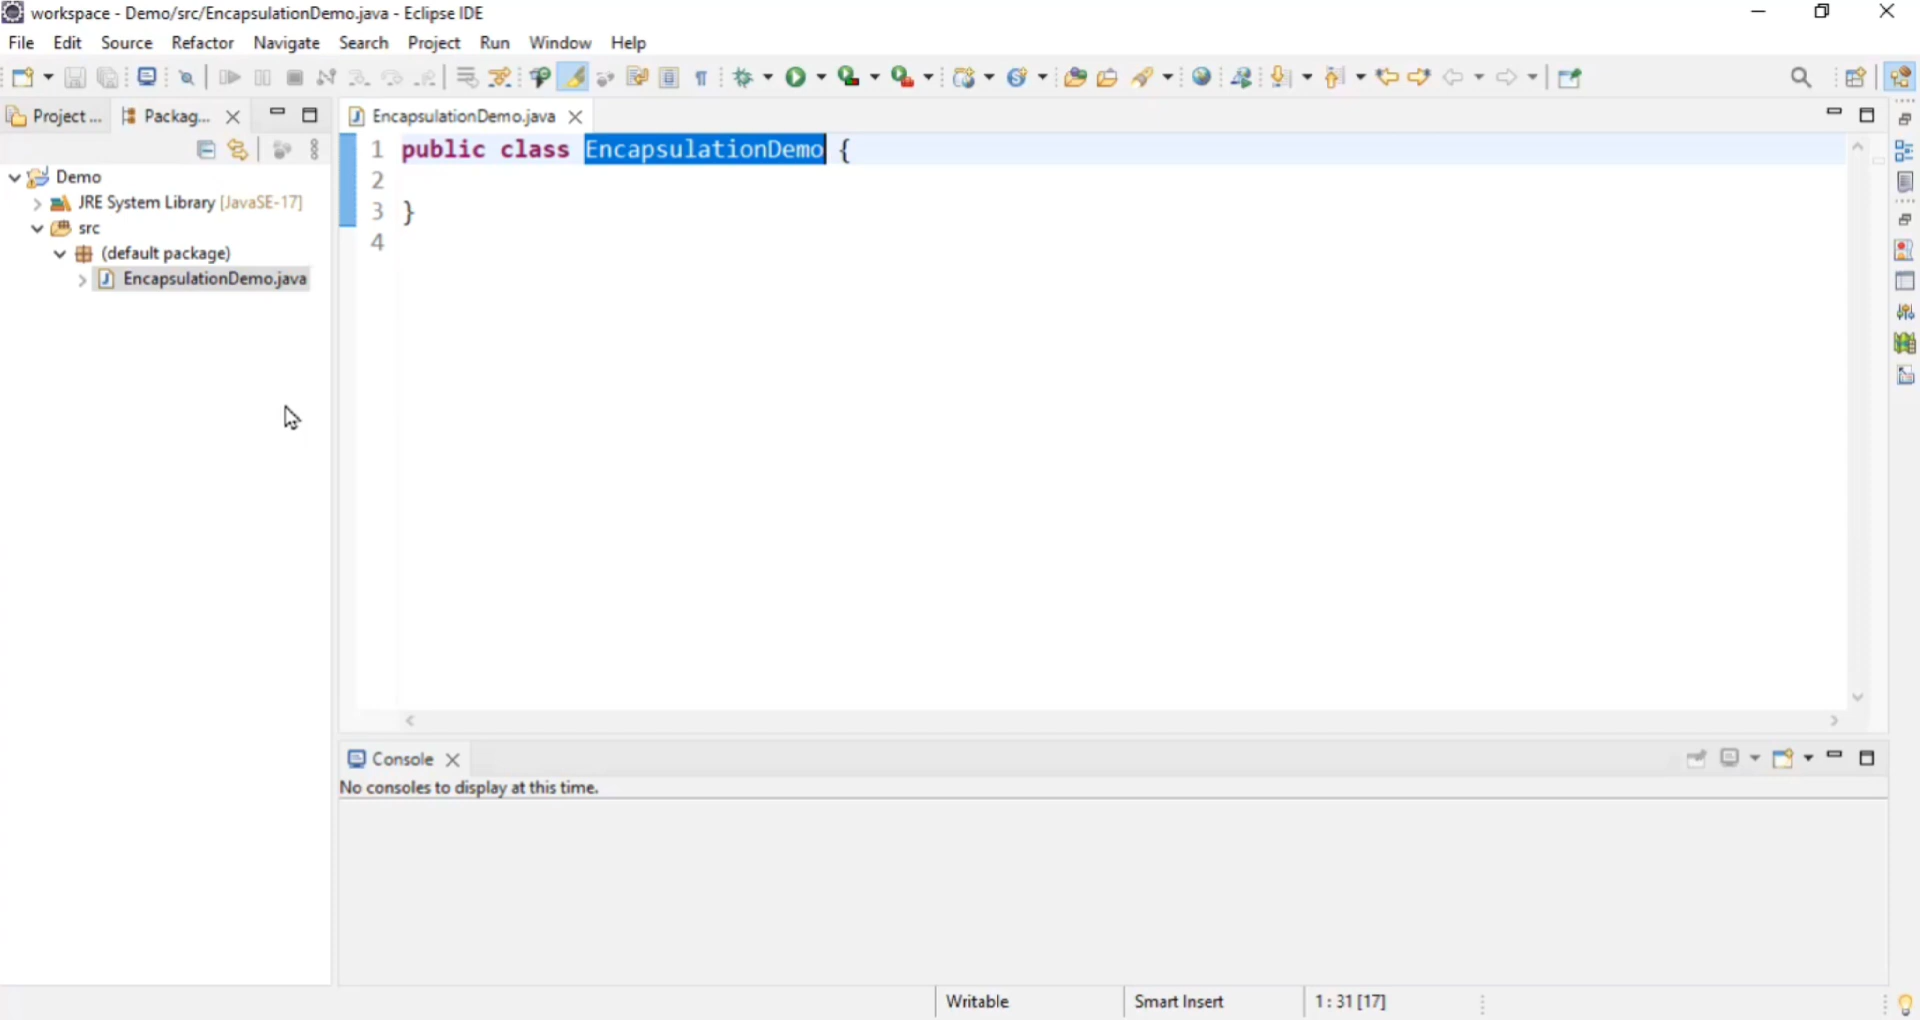 workspace - Demo/src/EncapsulationDemo.java - Eclipse IDE
File Edit Source Refactor Navigate Search Project Run Window Help
Project ... Packag... EncapsulationDemo.java
Demo
JRE System Library [JavaSE-17]
src
(default package)
EncapsulationDemo.java
1 public class EncapsulationDemo {
2
3 }
4
Console
No consoles to display at this time.
Writable Smart Insert 1 : 31 [17]